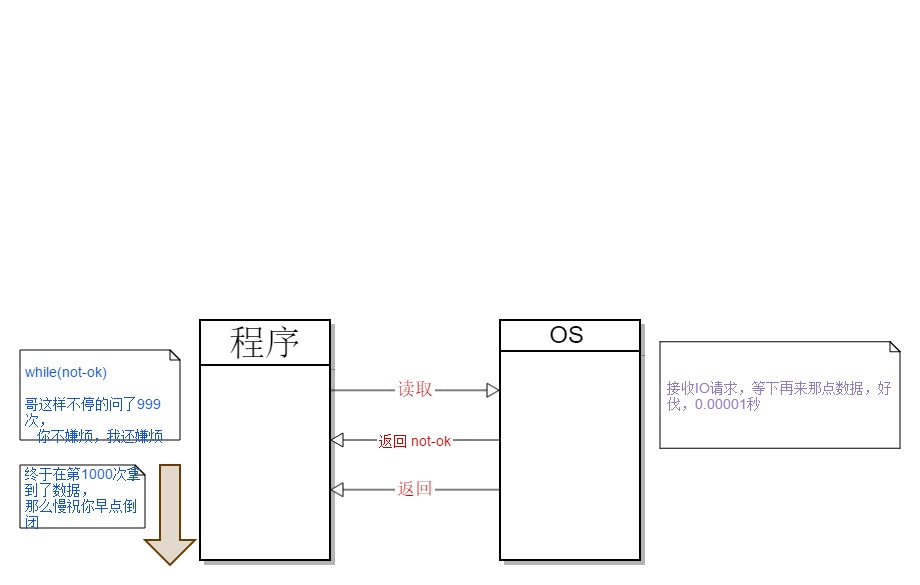 程序
OS
while(not-ok)
哥这样不停的问了999
次，
你不嫌烦，我还嫌烦
读取
接收IO请求，等下再来那点数据，好
伐，0.00001秒
返回 not-ok
终于在第1000次拿
到了数据，
那么慢祝你早点倒
闭
返回